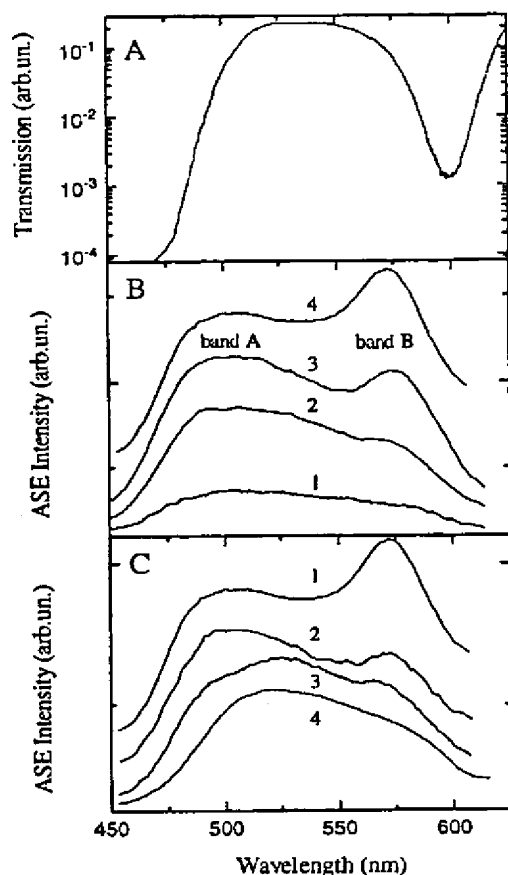 A
Transmission (arb.un.)
10-1
10-2
10-3
10-4
B
ASE Intensity (arb.un.)
4
band A
band B
3
2
1
C
ASE Intensity (arb.un.)
1
2
3
4
450 500 550 600
Wavelength (nm)